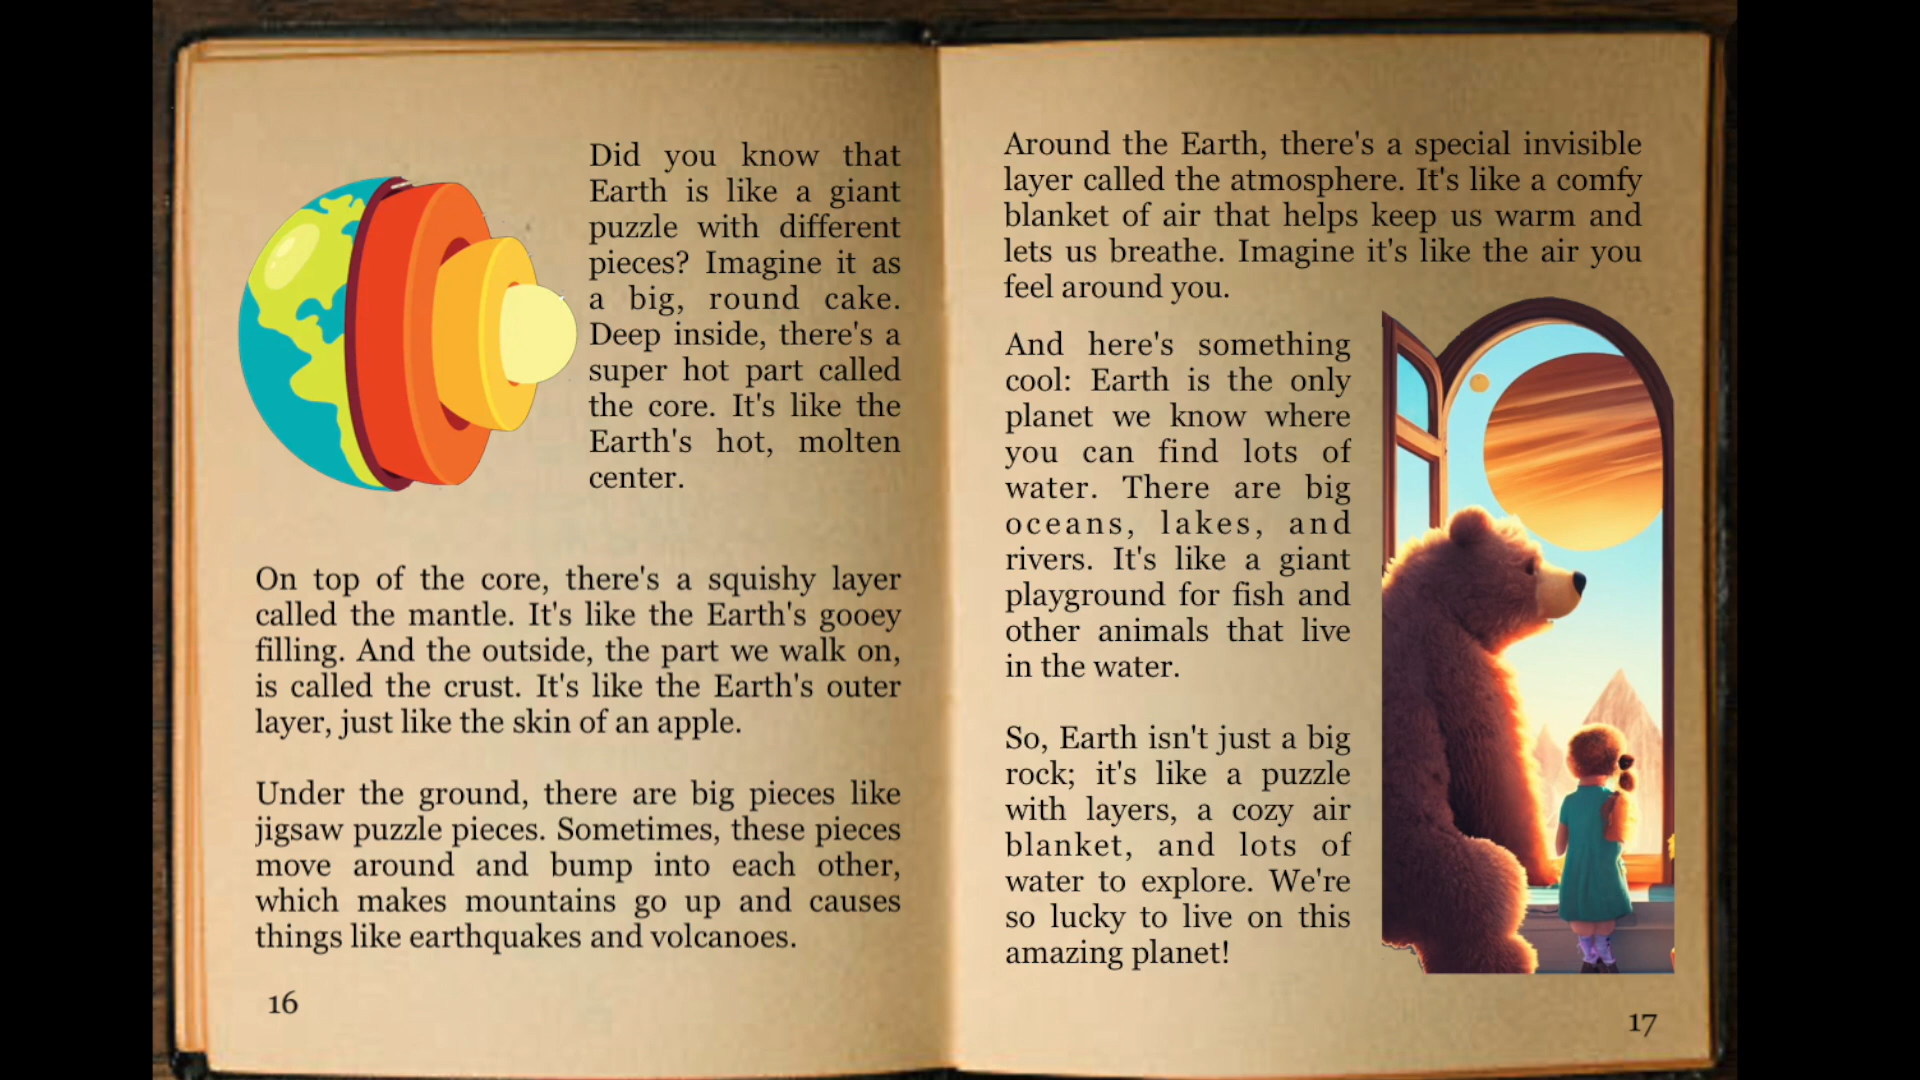 Did you know that
Earth is like a giant
puzzle with different
pieces? Imagine it as
a big, round cake.
Deep inside, there's a
super hot part called
the core. It's like the
Earth's hot, molten
center.
On top of the core, there's a squishy layer
called the mantle. It's like the Earth's gooey
filling. And the outside, the part we walk on,
is called the crust. It's like the Earth's outer
layer, just like the skin of an apple.
Under the ground, there are big pieces like
jigsaw puzzle pieces. Sometimes, these pieces
move around and bump into each other,
which makes mountains go up and causes
things like earthquakes and volcanoes.
16
Around the Earth, there's a special invisible
layer called the atmosphere. It's like a comfy
blanket of air that helps keep us warm and
lets us breathe. Imagine it's like the air you
feel around you.
And here's something
cool: Earth is the only
planet we know where
you can find lots of
water. There are big
oceans, lakes, and
rivers. It's like a giant
playground for fish and
other animals that live
in the water.
So, Earth isn't just a big
rock; it's like a puzzle
with layers, a cozy air
blanket, and lots of
water to explore. We're
so lucky to live on this
amazing planet!
17